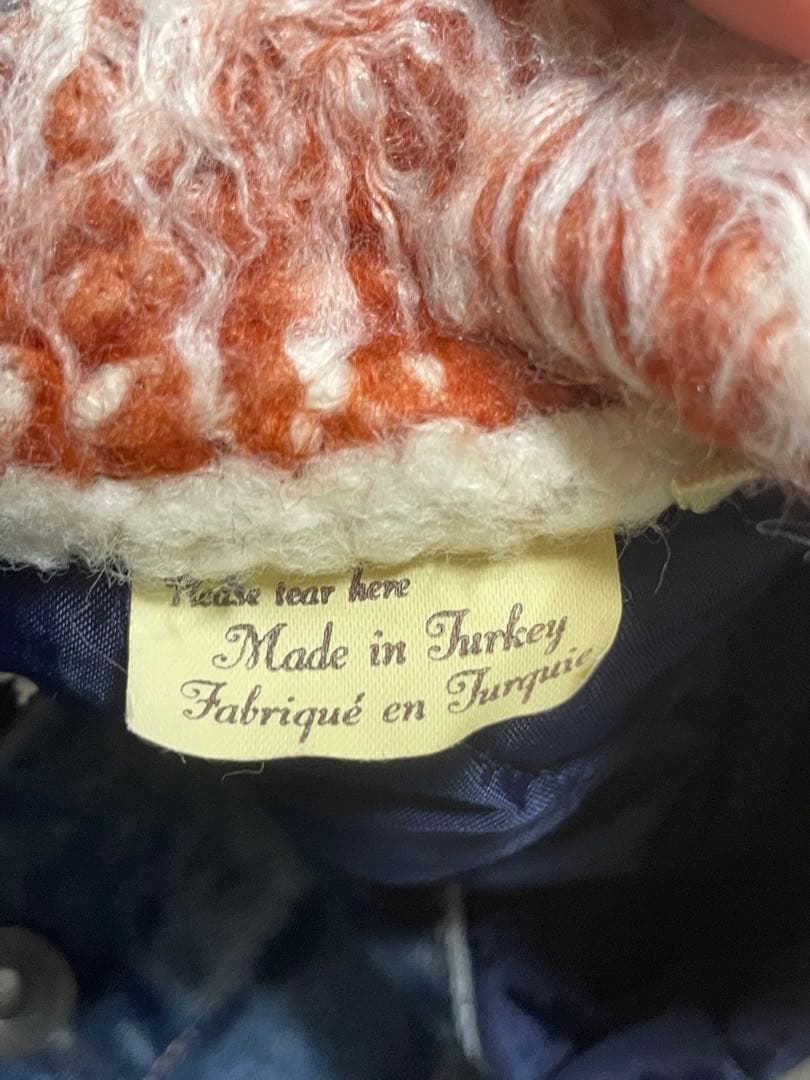 Please tear here
Made in Turkey
Fabriqué en Turquie